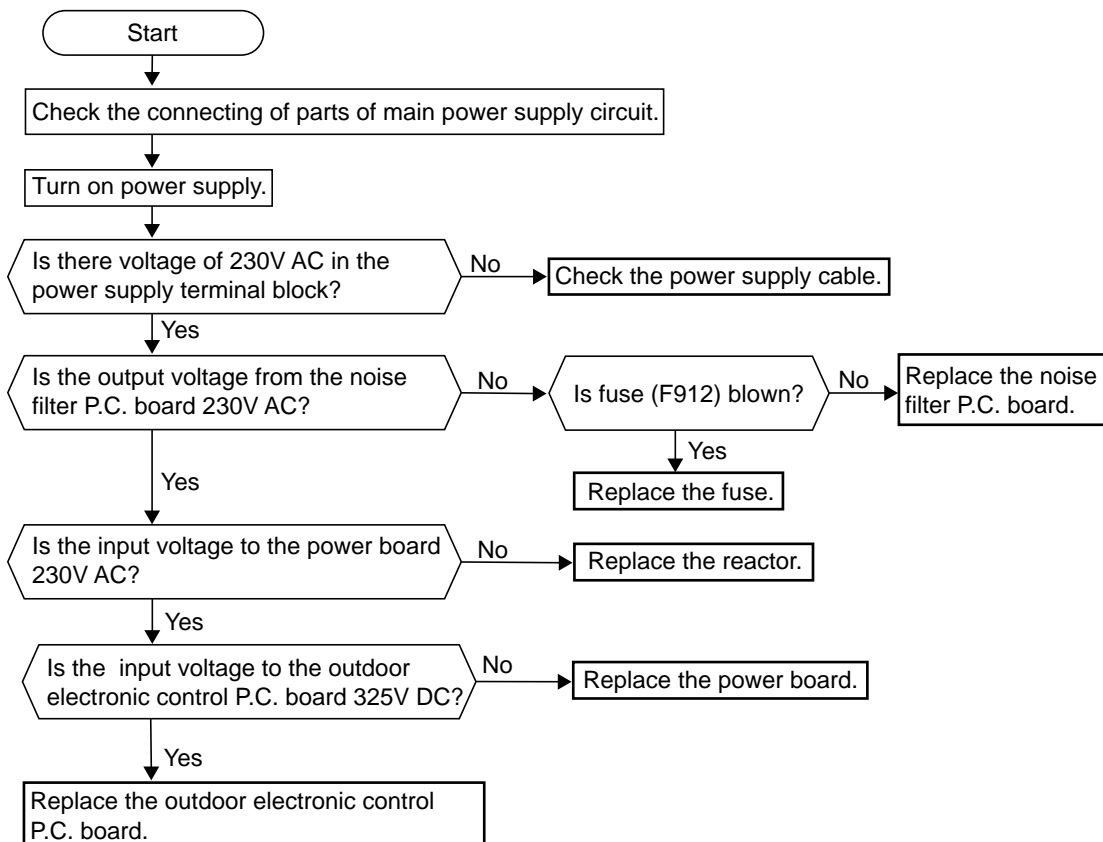 Start
Check the connecting of parts of main power supply circuit.
Turn on power supply.
Is there voltage of 230V AC in the
power supply terminal block?
No
Check the power supply cable.
Yes
Is the output voltage from the noise
filter P.C. board 230V AC?
No
Is fuse (F912) blown?
No
Replace the noise
filter P.C. board.
Yes
Replace the fuse.
Yes
Is the input voltage to the power board
230V AC?
No
Replace the reactor.
Yes
Is the  input voltage to the outdoor
electronic control P.C. board 325V DC?
No
Replace the power board.
Yes
Replace the outdoor electronic control
P.C. board.